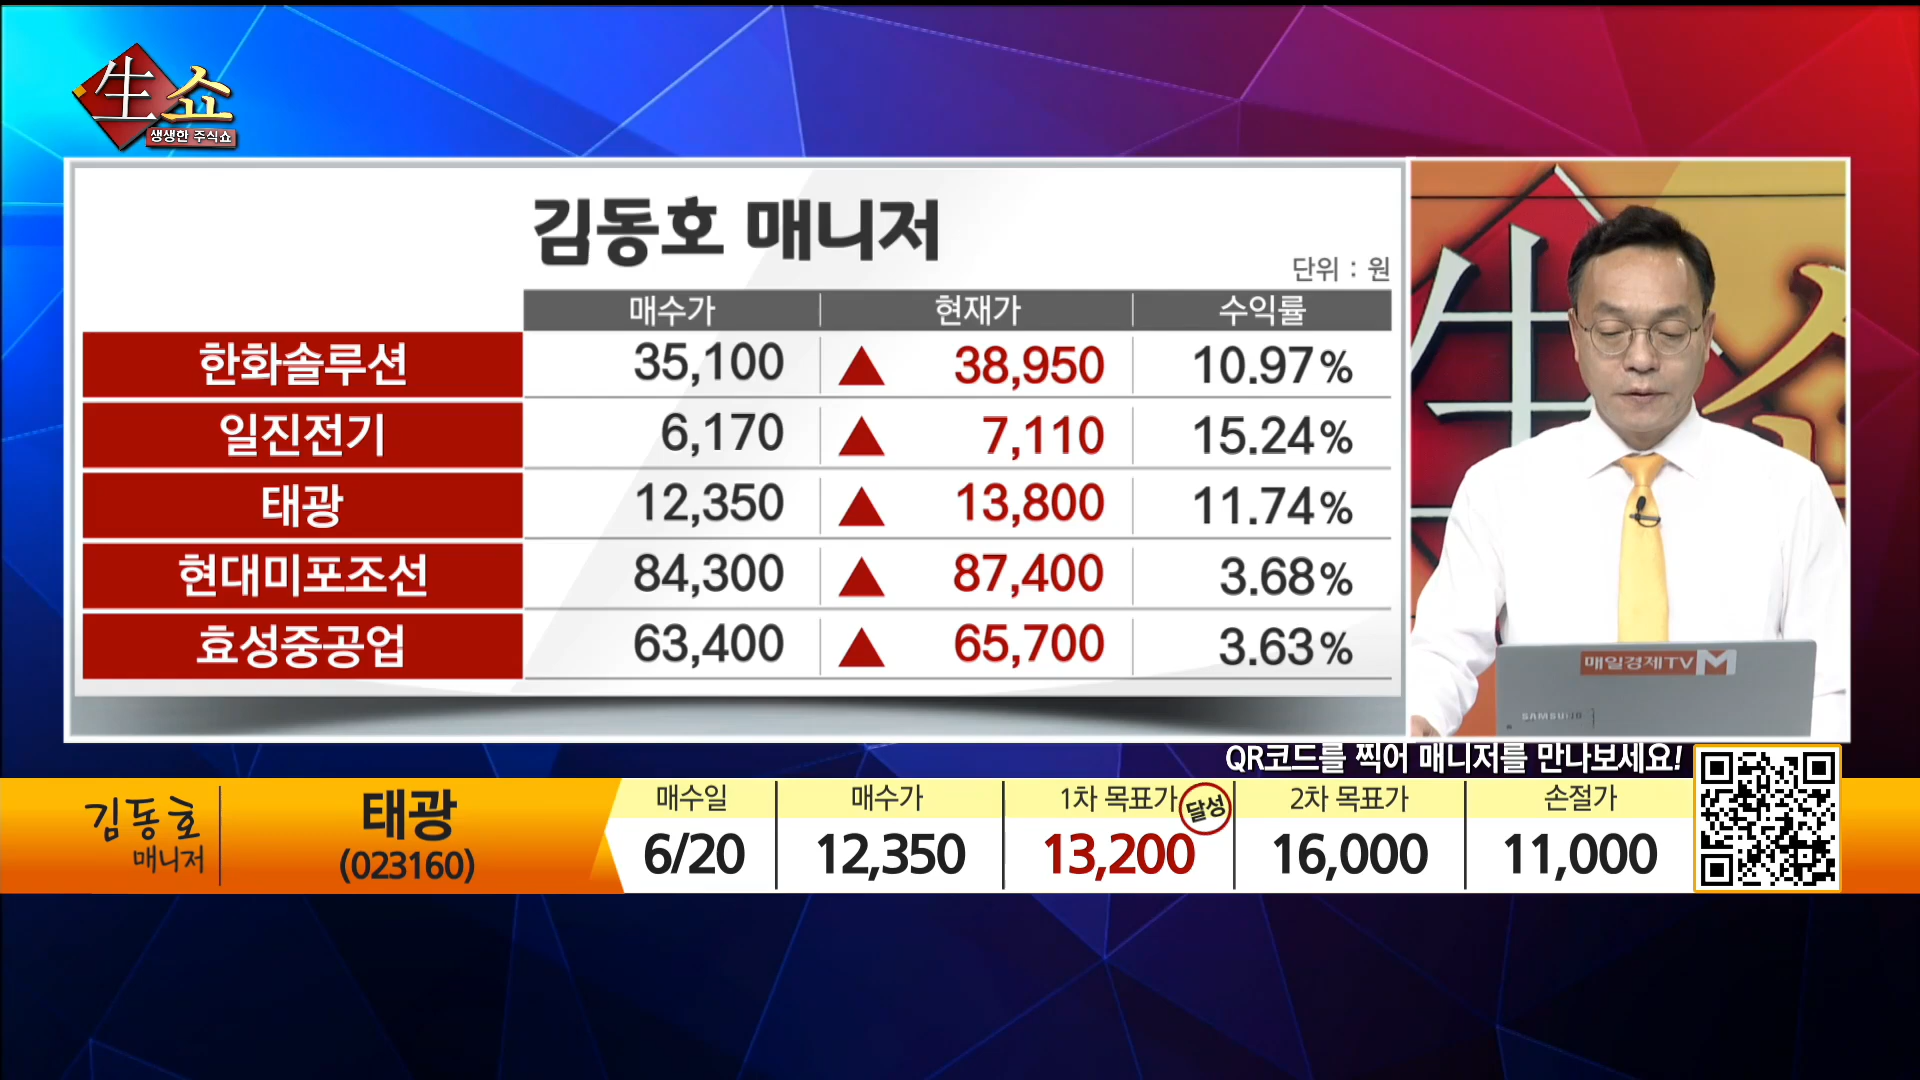 生쇼
생생한 주식쇼
김동호 매니저
단위 : 원
매수가 현재가 수익률
한화솔루션 35,100 ▲ 38,950 10.97%
일진전기 6,170 ▲ 7,110 15.24%
태광 12,350 ▲ 13,800 11.74%
현대미포조선 84,300 ▲ 87,400 3.68%
효성중공업 63,400 ▲ 65,700 3.63%
生쇼
매일경제TV M
SAMSUNG
QR코드를 찍어 매니저를 만나보세요!
김동호
매니저
태광
(023160)
매수일 매수가 1차 목표가 달성 2차 목표가 손절가
6/20 12,350 13,200 16,000 11,000